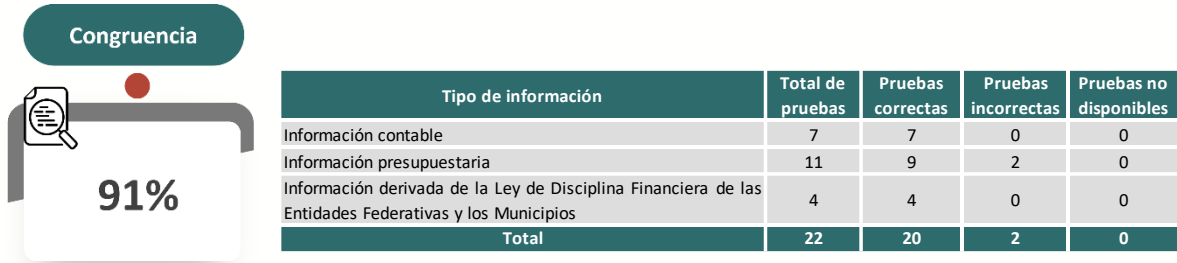 Congruencia
91%
Tipo de información Total de pruebas Pruebas correctas Pruebas incorrectas Pruebas no disponibles
Información contable 7 7 0 0
Información presupuestaria 11 9 2 0
Información derivada de la Ley de Disciplina Financiera de las
Entidades Federativas y los Municipios 4 4 0 0
Total 22 20 2 0